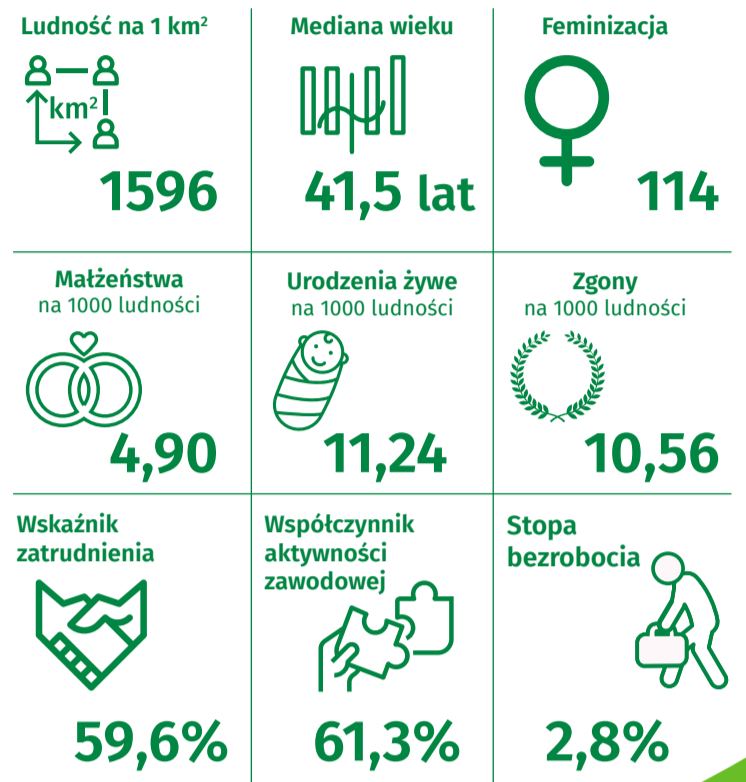 Ludność na 1 km²
km²
1596
Mediana wieku
41,5 lat
Feminizacja
114
Małżeństwa
na 1000 ludności
4,90
Urodzenia żywe
na 1000 ludności
11,24
Zgony
na 1000 ludności
10,56
Wskaźnik
zatrudnienia
59,6%
Współczynnik
aktywności
zawodowej
61,3%
Stopa
bezrobocia
2,8%